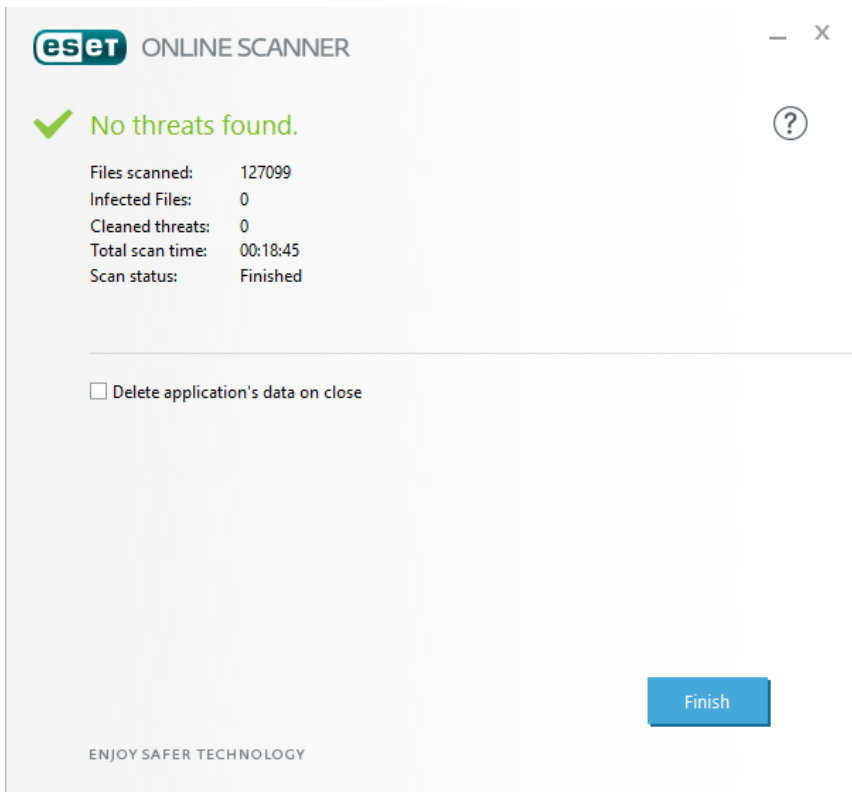 eset ONLINE SCANNER
No threats found.
?
Files scanned: 127099
Infected Files: 0
Cleaned threats: 0
Total scan time: 00:18:45
Scan status: Finished
Delete application's data on close
Finish
ENJOY SAFER TECHNOLOGY